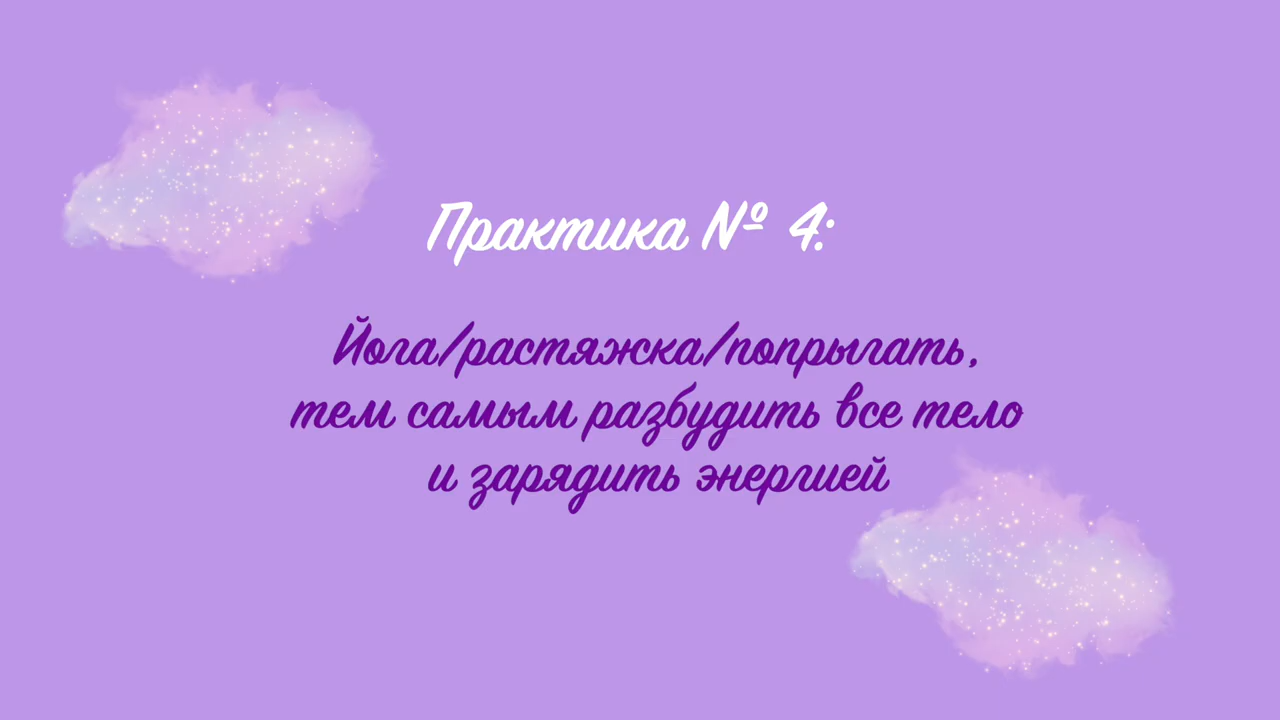 Практика № 4:
Йога/растяжка/попрыгать,
тем самым разбудить все тело
и зарядить энергией